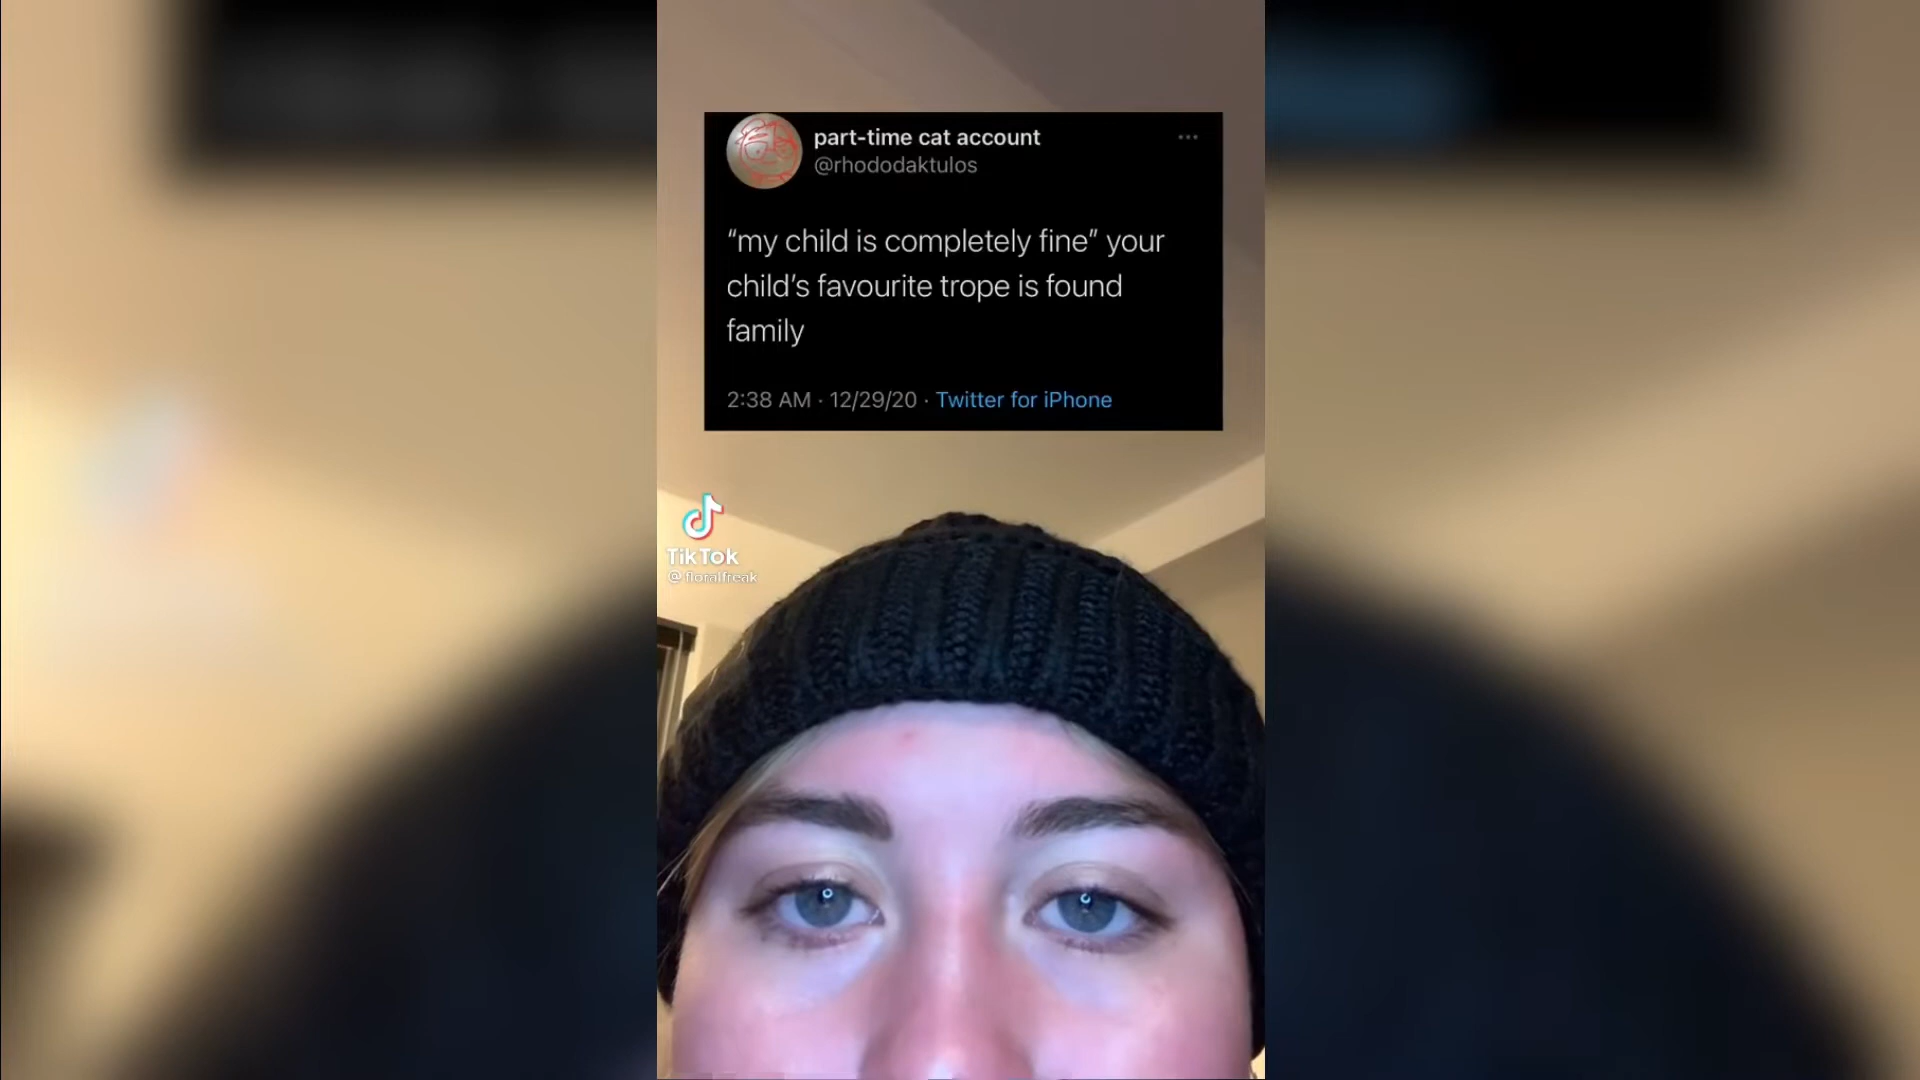 part-time cat account
@rhododaktulos
“my child is completely fine” your
child’s favourite trope is found
family
2:38 AM · 12/29/20 · Twitter for iPhone
TikTok
@floralfreak